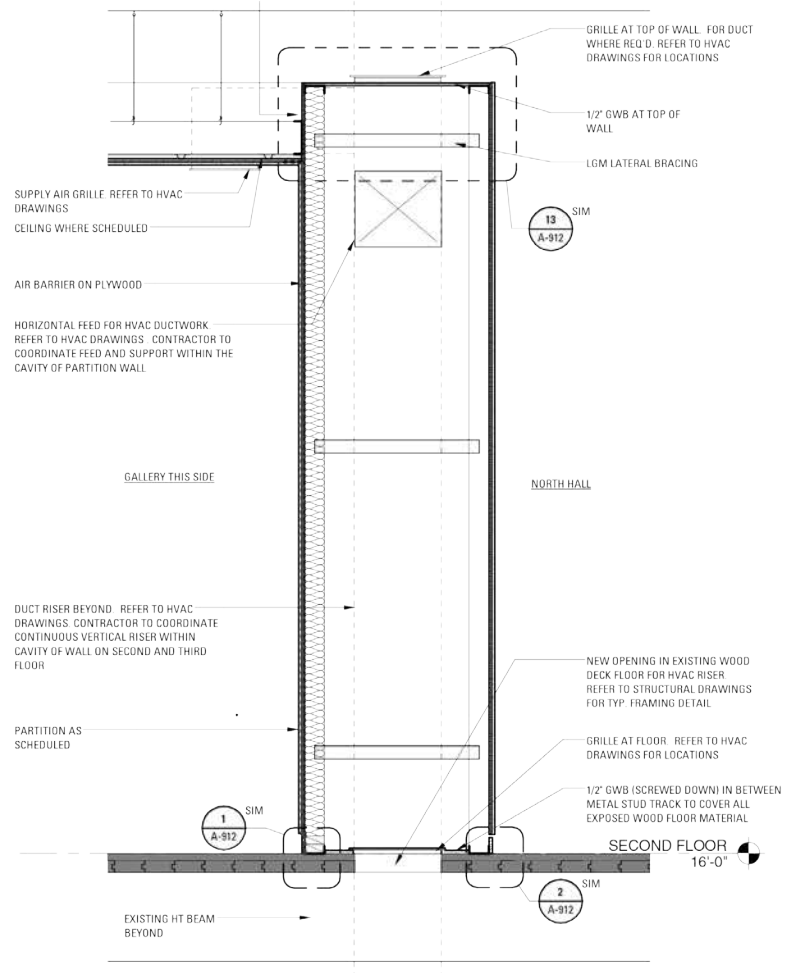 GRILLE AT TOP OF WALL. FOR DUCT
WHERE REQ'D. REFER TO HVAC
DRAWINGS FOR LOCATIONS
1/2" GWB AT TOP OF
WALL
LGM LATERAL BRACING
SUPPLY AIR GRILLE. REFER TO HVAC
DRAWINGS
CEILING WHERE SCHEDULED
13
SIM
A-912
AIR BARRIER ON PLYWOOD
HORIZONTAL FEED FOR HVAC DUCTWORK.
REFER TO HVAC DRAWINGS. CONTRACTOR TO
COORDINATE FEED AND SUPPORT WITHIN THE
CAVITY OF PARTITION WALL
GALLERY THIS SIDE
NORTH HALL
DUCT RISER BEYOND. REFER TO HVAC
DRAWINGS. CONTRACTOR TO COORDINATE
CONTINUOUS VERTICAL RISER WITHIN
CAVITY OF WALL ON SECOND AND THIRD
FLOOR
NEW OPENING IN EXISTING WOOD
DECK FLOOR FOR HVAC RISER.
REFER TO STRUCTURAL DRAWINGS
FOR TYP. FRAMING DETAIL
PARTITION AS
SCHEDULED
GRILLE AT FLOOR. REFER TO HVAC
DRAWINGS FOR LOCATIONS
1/2" GWB (SCREWED DOWN) IN BETWEEN
METAL STUD TRACK TO COVER ALL
EXPOSED WOOD FLOOR MATERIAL
1
SIM
A-912
SECOND FLOOR
16'-0"
2
SIM
A-912
EXISTING HT BEAM
BEYOND